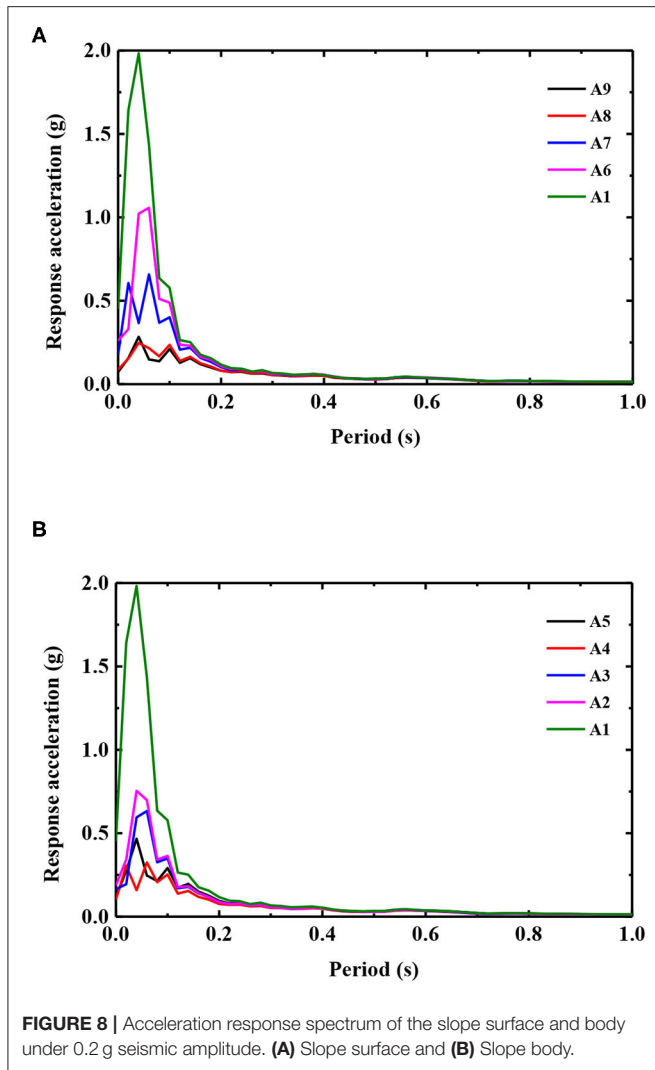 A
2.0
1.5
1.0
0.5
0.0
Response acceleration (g)
A9
A8
A7
A6
A1
0.0 0.2 0.4 0.6 0.8 1.0
Period (s)
B
2.0
1.5
1.0
0.5
0.0
Response acceleration (g)
A5
A4
A3
A2
A1
0.0 0.2 0.4 0.6 0.8 1.0
Period (s)
FIGURE 8 | Acceleration response spectrum of the slope surface and body
under 0.2 g seismic amplitude. (A) Slope surface and (B) Slope body.